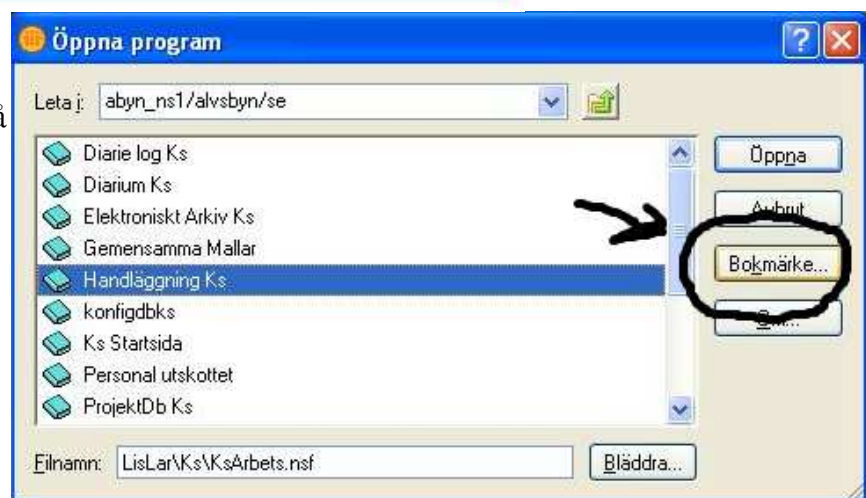 Öppna program
Leta i: abyn_ns1/alvsbyn/se
å
Diarie log Ks
Diarium Ks
Elektroniskt Arkiv Ks
Gemensamma Mallar
Handläggning Ks
konfigdbks
Ks Startsida
Personal utskottet
ProjektDb Ks
Öppna
Avbryt
Bokmärke...
Filnamn: LisLar\Ks\KsArbets.nsf
Bläddra...